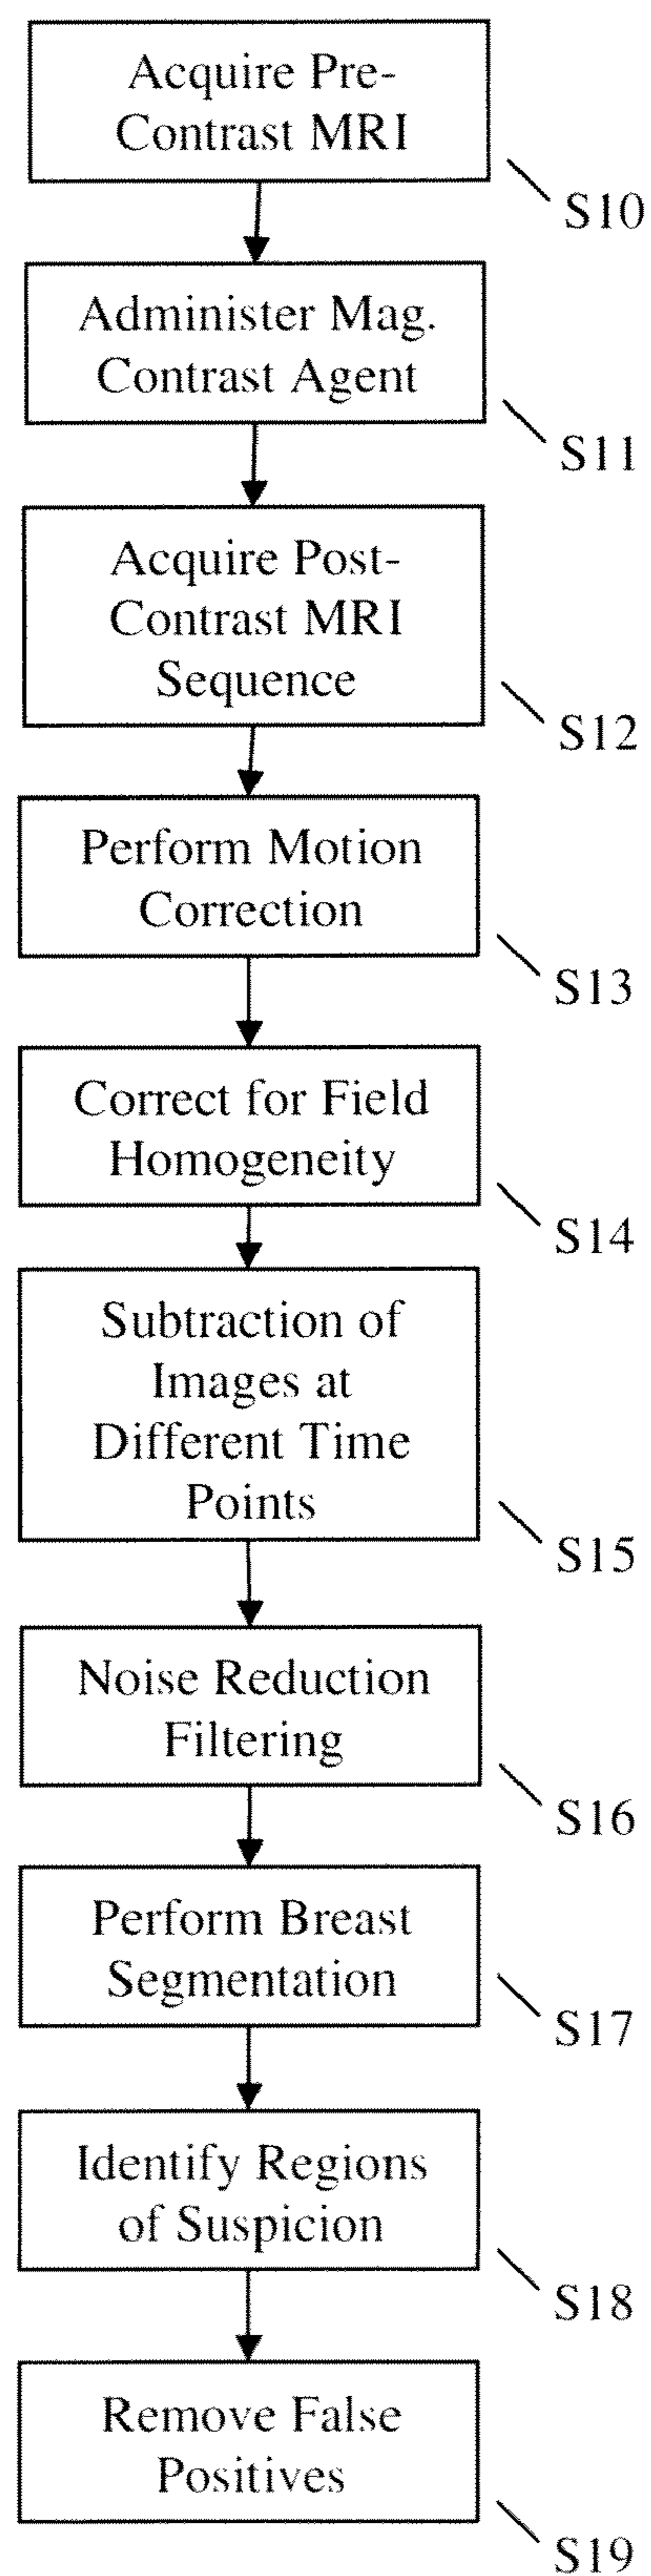 Acquire Pre-
Contrast MRI
S10
Administer Mag.
Contrast Agent
S11
Acquire Post-
Contrast MRI
Sequence
S12
Perform Motion
Correction
S13
Correct for Field
Homogeneity
S14
Subtraction of
Images at
Different Time
Points
S15
Noise Reduction
Filtering
S16
Perform Breast
Segmentation
S17
Identify Regions
of Suspicion
S18
Remove False
Positives
S19